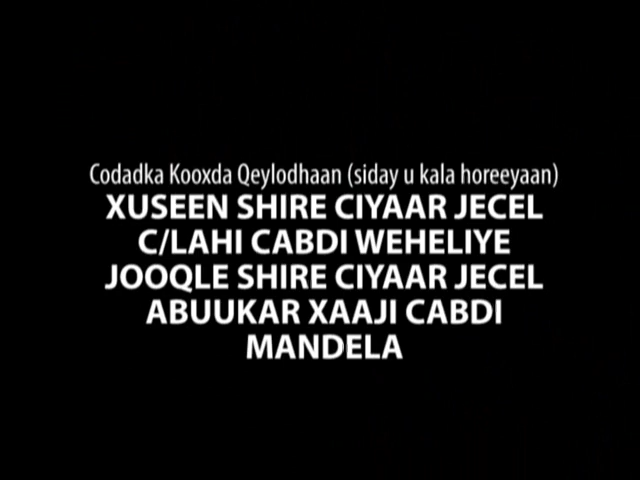 Codadka Kooxda Qeylodhaan (siday u kala horeeyaan)
XUSEEN SHIRE CIYAAR JECEL
C/LAHI CABDI WEHELIYE
JOOQLE SHIRE CIYAAR JECEL
ABUUKAR XAAJI CABDI
MANDELA